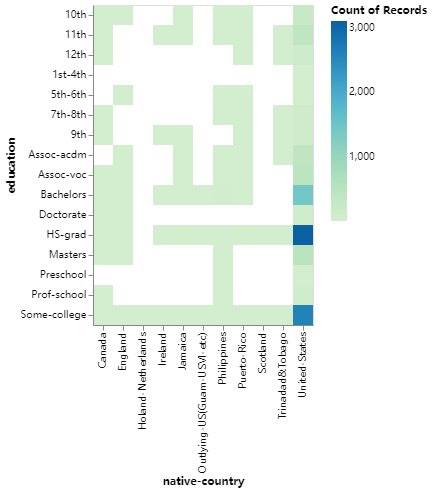 Count of Records
3,000
1,000
education
10th
11th
12th
1st-4th
5th-6th
7th-8th
9th
Assoc-acdm
Assoc-voc
Bachelors
Doctorate
HS-grad
Masters
Preschool
Prof-school
Some-college
Canada
England
Holand-Netherlands
Ireland
Jamaica
Outlying-US(Guam-USVI-etc)
Philippines
Puerto-Rico
Scotland
Trinadad&Tobago
United-States
native-country